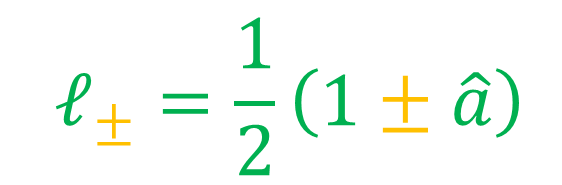 ℓ± = 1/2 (1 ± â)